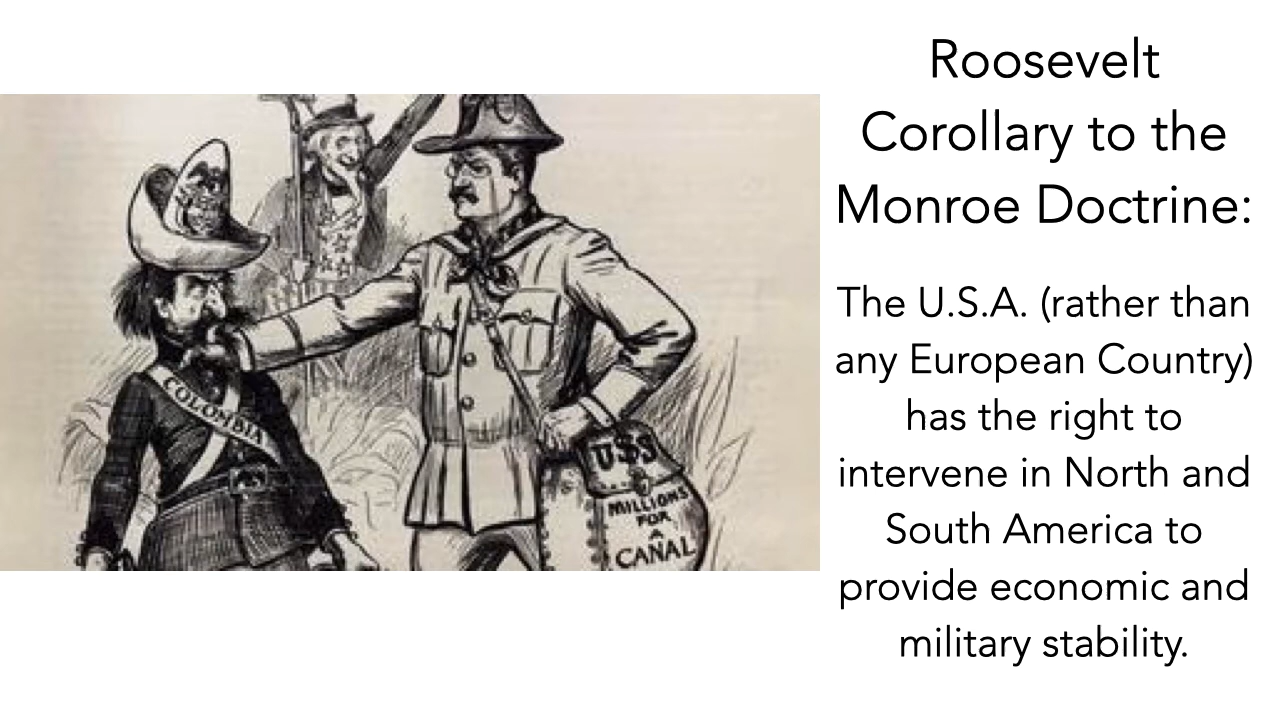 Roosevelt
Corollary to the
Monroe Doctrine:
The U.S.A. (rather than
any European Country)
has the right to
intervene in North and
South America to
provide economic and
military stability.
COLOMBIA
U$S
MILLIONS
FOR
A
CANAL